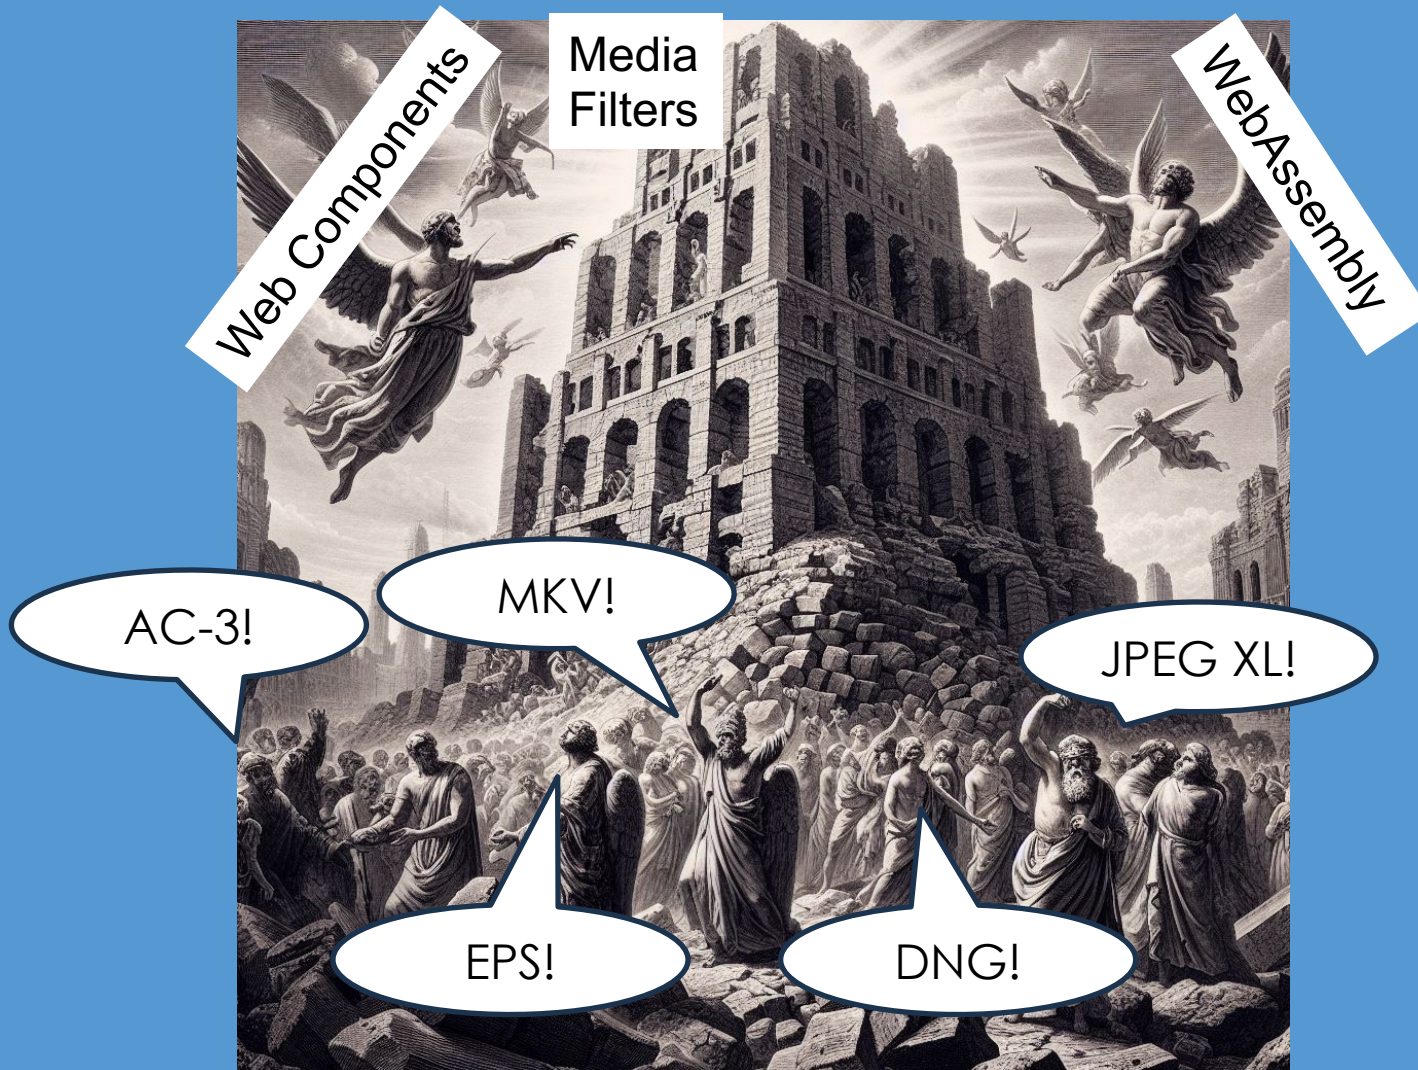 Web Components
Media
Filters
WebAssembly
AC-3!
MKV!
JPEG XL!
EPS!
DNG!